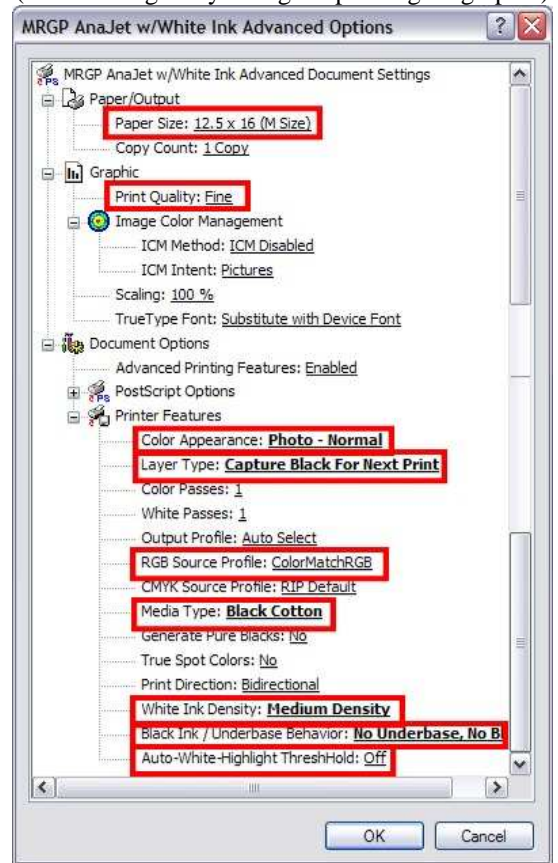 MRGP AnaJet w/White Ink Advanced Options
MRGP AnaJet w/White Ink Advanced Document Settings
Paper/Output
Paper Size: 12.5 x 16 (M Size)
Copy Count: 1 Copy
Graphic
Print Quality: Fine
Image Color Management
ICM Method: ICM Disabled
ICM Intent: Pictures
Scaling: 100 %
TrueType Font: Substitute with Device Font
Document Options
Advanced Printing Features: Enabled
PostScript Options
Printer Features
Color Appearance: Photo - Normal
Layer Type: Capture Black For Next Print
Color Passes: 1
White Passes: 1
Output Profile: Auto Select
RGB Source Profile: ColorMatchRGB
CMYK Source Profile: RIP Default
Media Type: Black Cotton
Generate Pure Blacks: No
True Spot Colors: No
Print Direction: Bidirectional
White Ink Density: Medium Density
Black Ink / Underbase Behavior: No Underbase, No
Auto-White-Highlight ThreshHold: Off
OK Cancel